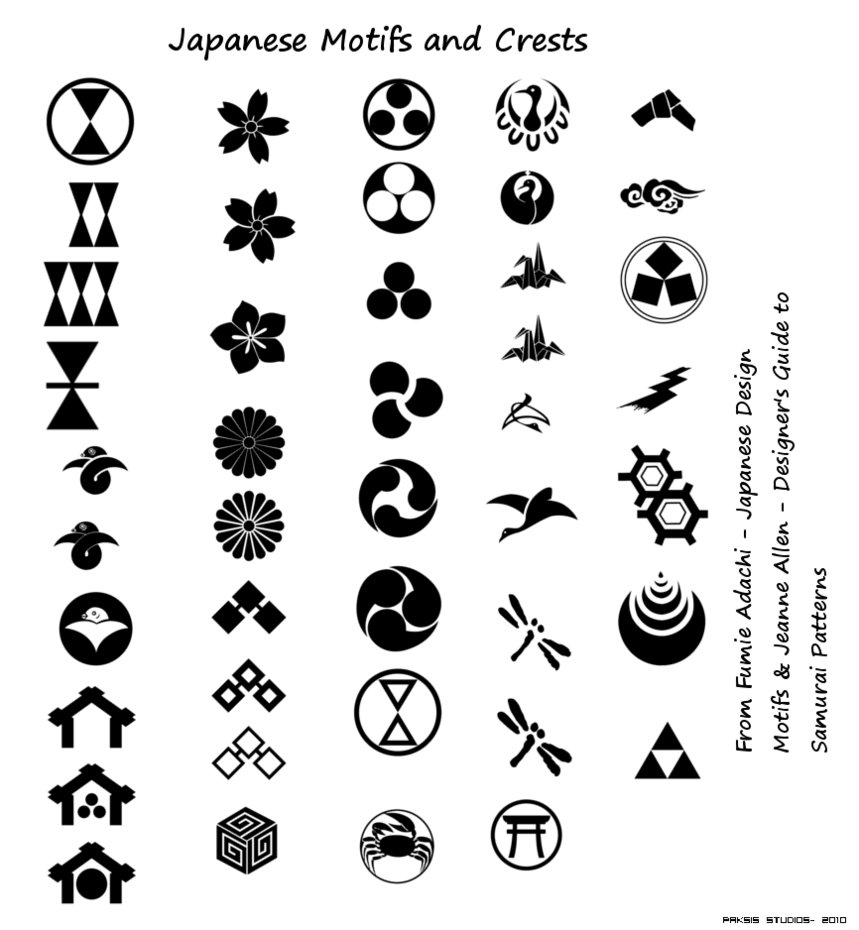 Japanese Motifs and Crests
From Fumie Adachi - Japanese Design
Motifs & Jeanne Allen - Designer's Guide to
Samurai Patterns
PAKSIS STUDIOS- 2010